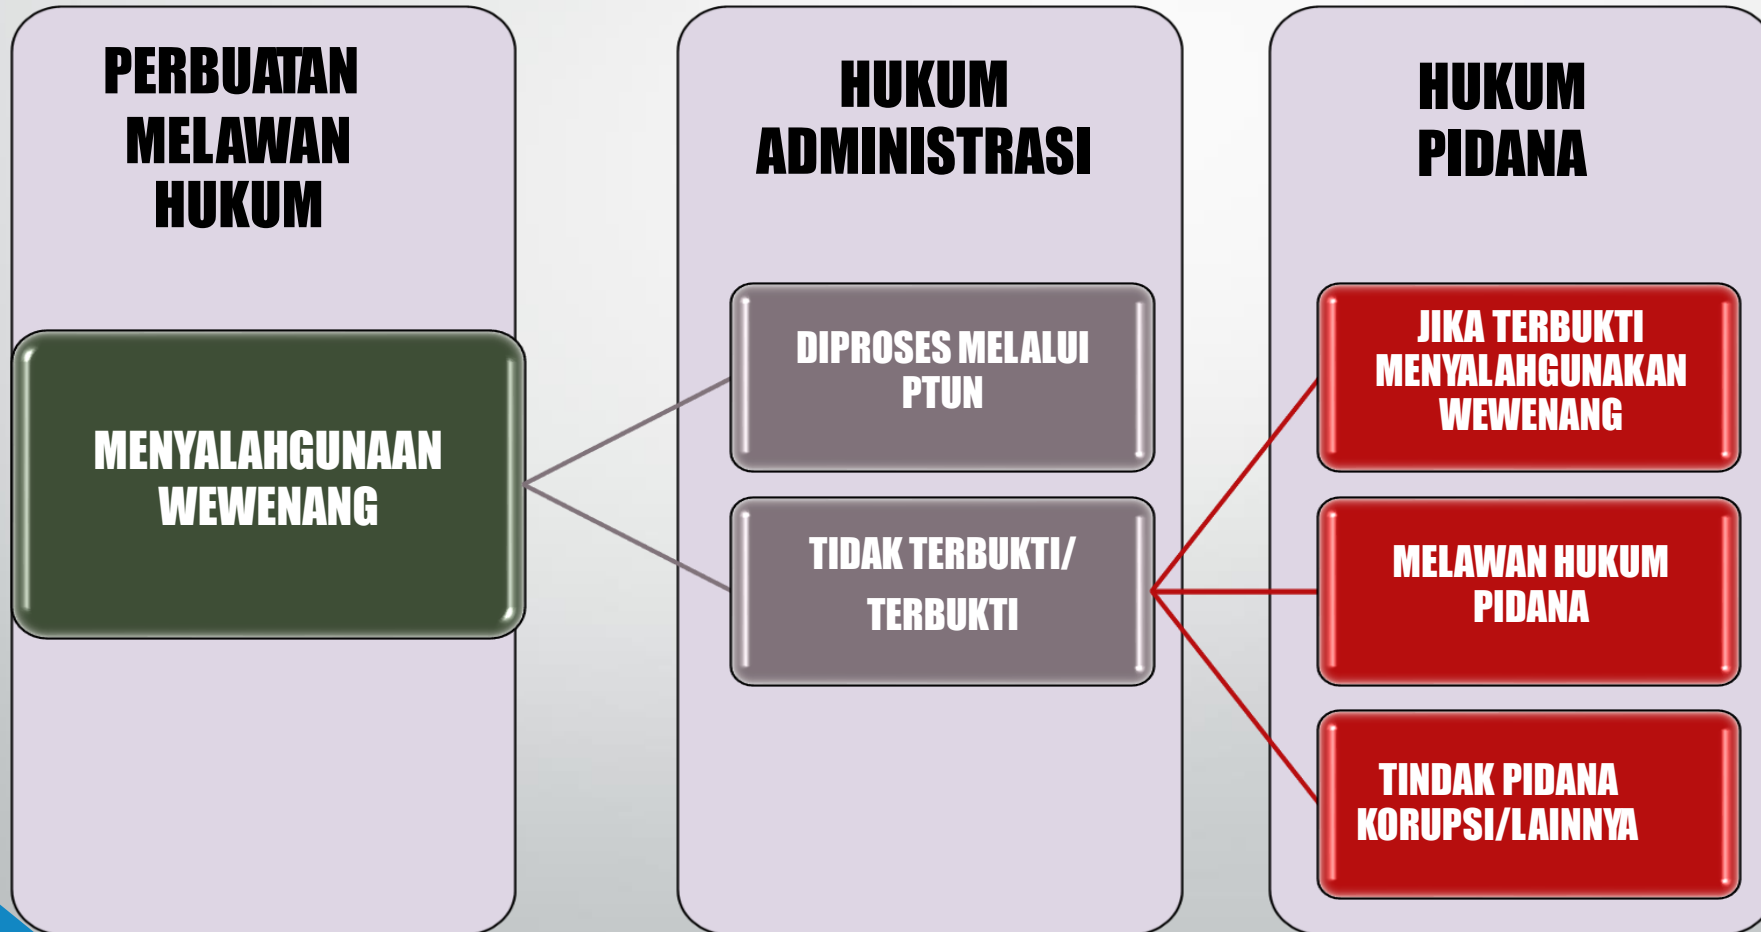 PERBUATAN
MELAWAN
HUKUM
MENYALAHGUNAAN
WEWENANG
HUKUM
ADMINISTRASI
DIPROSES MELALUI
PTUN
TIDAK TERBUKTI/
TERBUKTI
HUKUM
PIDANA
JIKA TERBUKTI
MENYALAHGUNAKAN
WEWENANG
MELAWAN HUKUM
PIDANA
TINDAK PIDANA
KORUPSI/LAINNYA